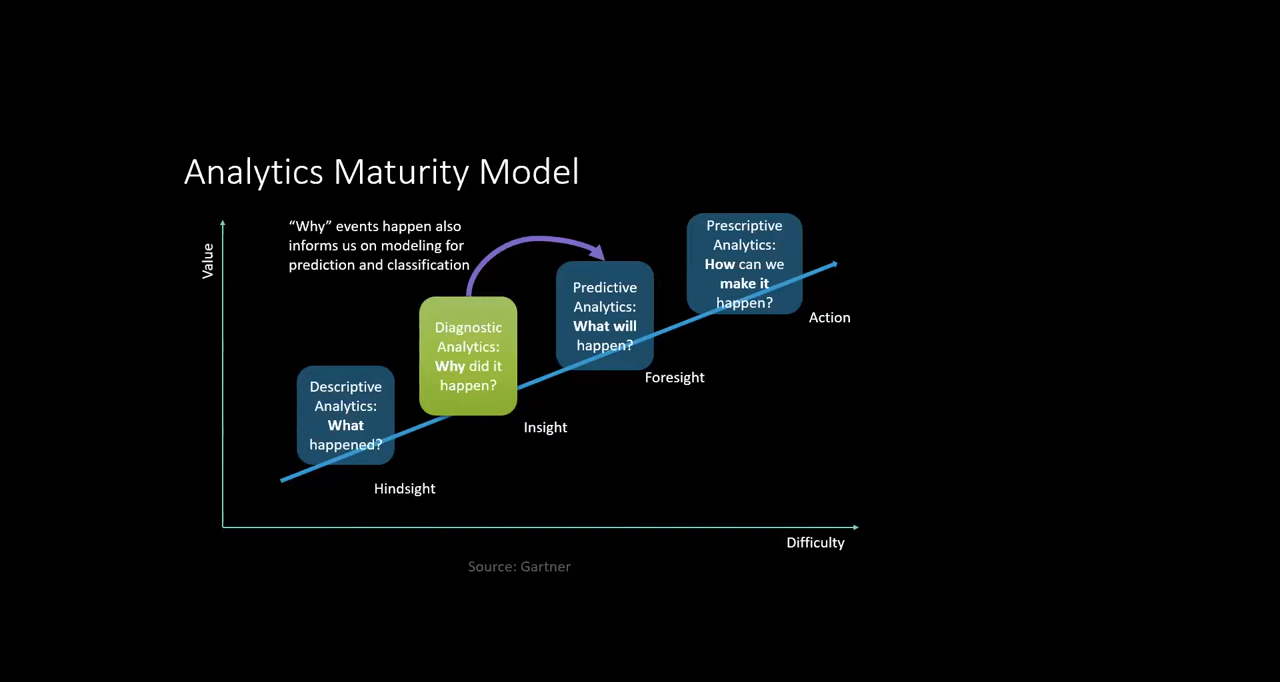 Analytics Maturity Model
“Why” events happen also
informs us on modeling for
prediction and classification
Value
Descriptive
Analytics:
What
happened?
Hindsight
Diagnostic
Analytics:
Why did it
happen?
Insight
Predictive
Analytics:
What will
happen?
Foresight
Prescriptive
Analytics:
How can we
make it
happen?
Action
Difficulty
Source: Gartner